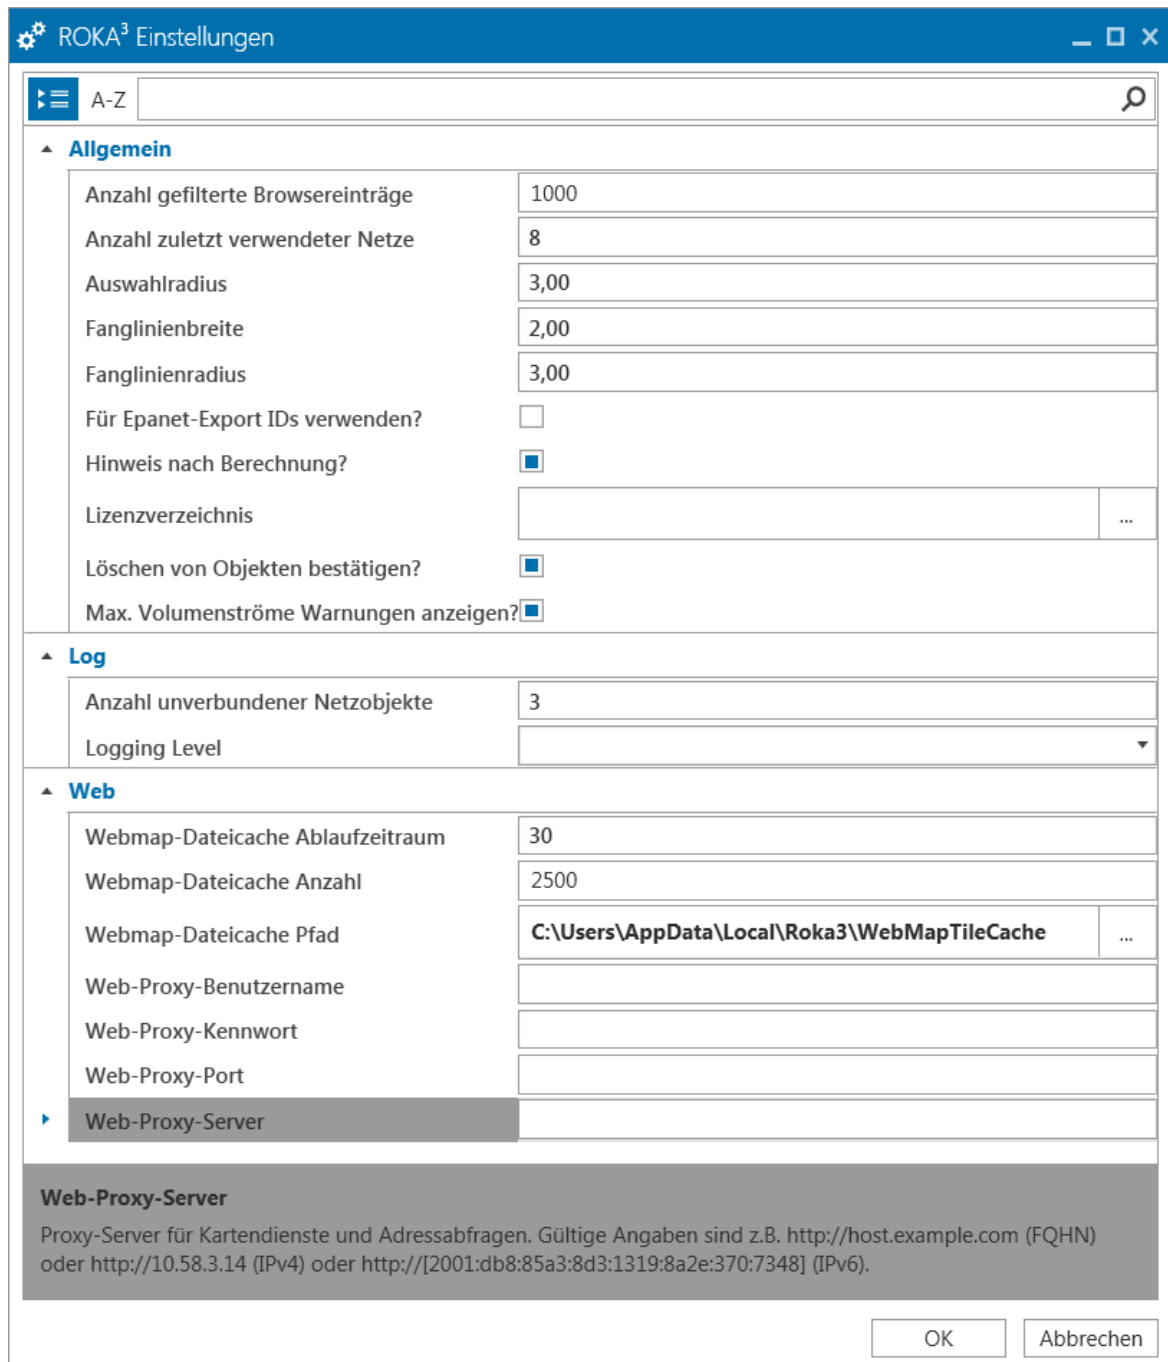 ROKA³ Einstellungen
A-Z
Allgemein
Anzahl gefilterte Browsereinträge 1000
Anzahl zuletzt verwendeter Netze 8
Auswahlradius 3,00
Fanglinienbreite 2,00
Fanglinienradius 3,00
Für Epanet-Export IDs verwenden?
Hinweis nach Berechnung?
Lizenzverzeichnis ...
Löschen von Objekten bestätigen?
Max. Volumenströme Warnungen anzeigen?
Log
Anzahl unverbundener Netzobjekte 3
Logging Level
Web
Webmap-Dateicache Ablaufzeitraum 30
Webmap-Dateicache Anzahl 2500
Webmap-Dateicache Pfad C:\Users\AppData\Local\Roka3\WebMapTileCache ...
Web-Proxy-Benutzername
Web-Proxy-Kennwort
Web-Proxy-Port
Web-Proxy-Server
Web-Proxy-Server
Proxy-Server für Kartendienste und Adressabfragen. Gültige Angaben sind z.B. http://host.example.com (FQHN)
oder http://10.58.3.14 (IPv4) oder http://[2001:db8:85a3:8d3:1319:8a2e:370:7348] (IPv6).
OK Abbrechen